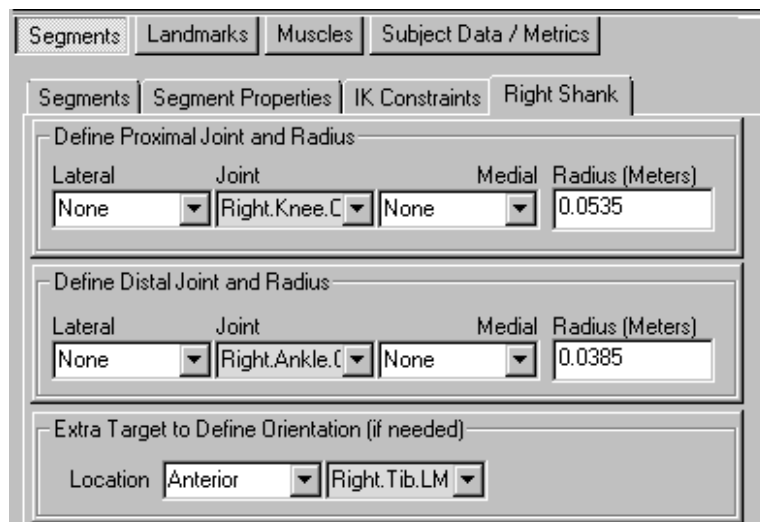 Segments Landmarks Muscles Subject Data / Metrics
Segments Segment Properties IK Constraints Right Shank
Define Proximal Joint and Radius
Lateral Joint Medial Radius (Meters)
None Right.Knee.C None 0.0535
Define Distal Joint and Radius
Lateral Joint Medial Radius (Meters)
None Right.Ankle.( None 0.0385
Extra Target to Define Orientation (if needed)
Location Anterior Right.Tib.LM